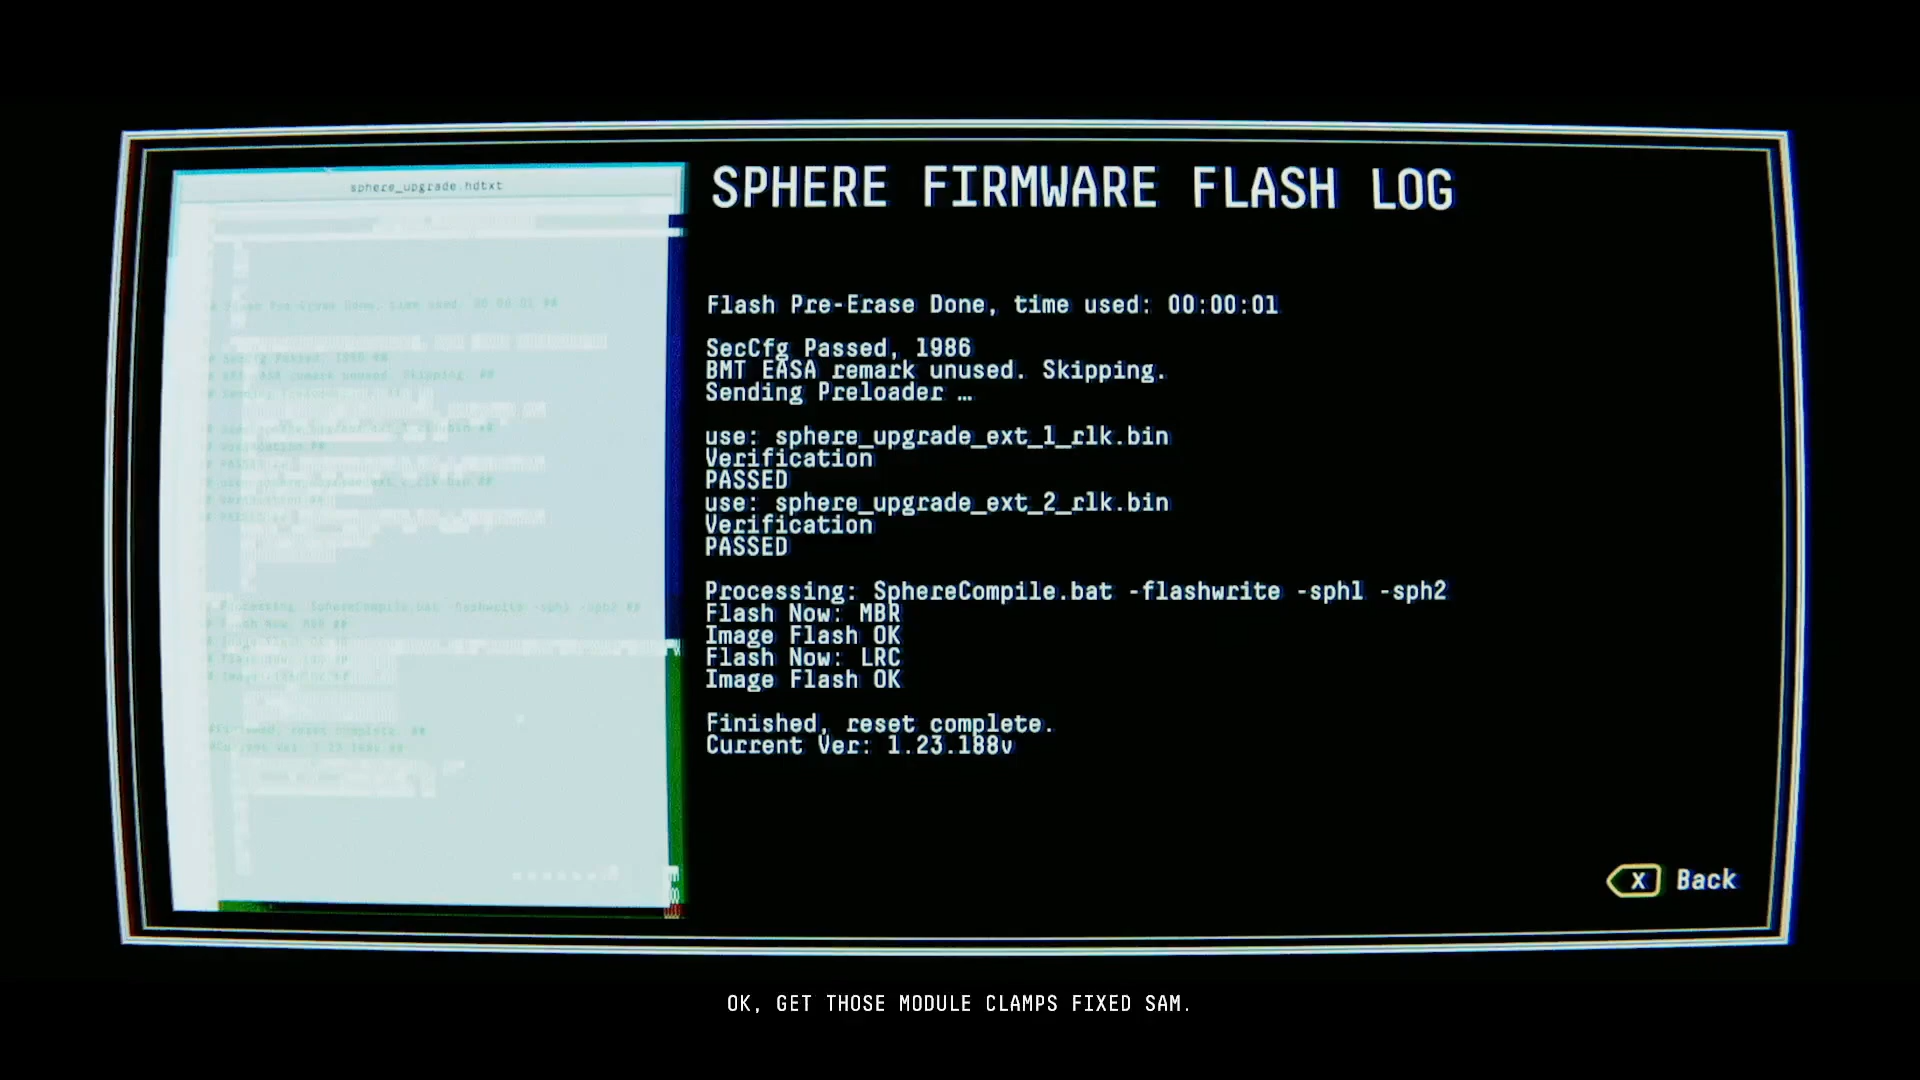 sphere_upgrade.hdtxt
SPHERE FIRMWARE FLASH LOG
Flash Pre-Erase Done, time used: 00:00:01
SecCfg Passed, 1986
BMT EASA remark unused. Skipping.
Sending Preloader …
use: sphere_upgrade_ext_1_rlk.bin
Verification
PASSED
use: sphere_upgrade_ext_2_rlk.bin
Verification
PASSED
Processing: SphereCompile.bat -flashwrite -sph1 -sph2
Flash Now: MBR
Image Flash OK
Flash Now: LRC
Image Flash OK
Finished, reset complete.
Current Ver: 1.23.188v
X Back
OK, GET THOSE MODULE CLAMPS FIXED SAM.